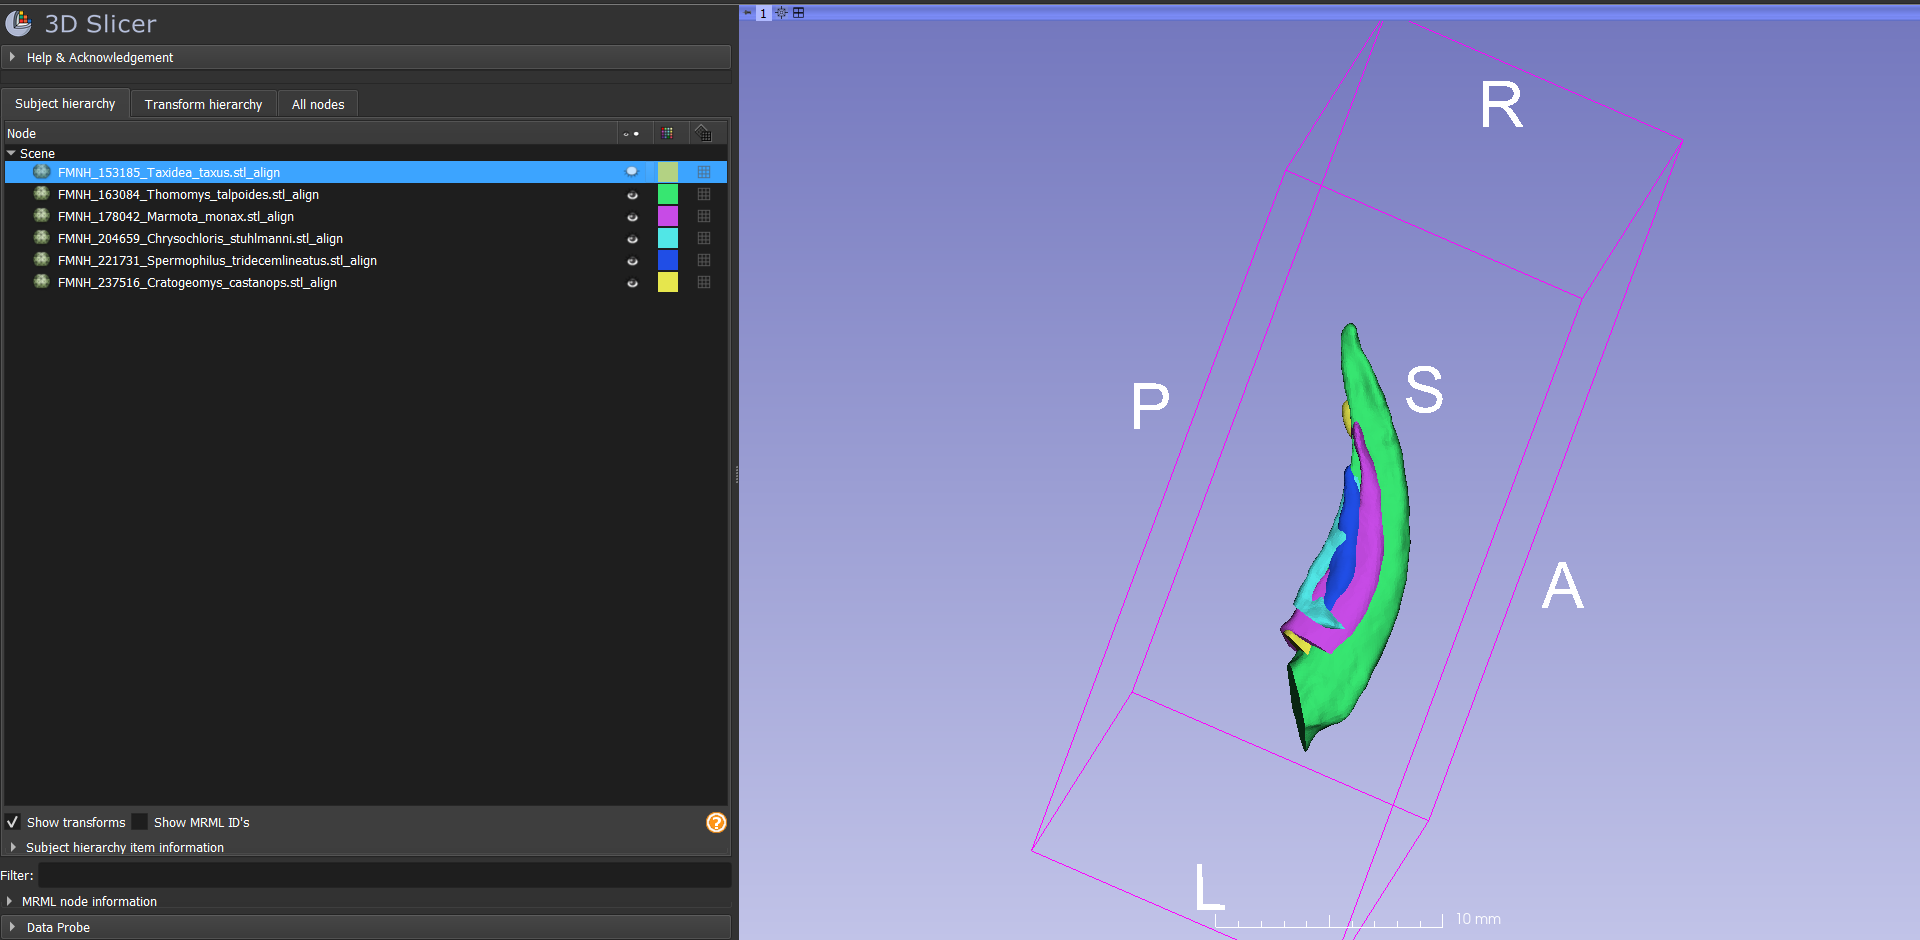 3D Slicer
Help & Acknowledgement
Subject hierarchy
Transform hierarchy
All nodes
Node
Scene
FMNH_153185_Taxidea_taxus.stl_align
FMNH_163084_Thomomys_talpoides.stl_align
FMNH_178042_Marmota_monax.stl_align
FMNH_204659_Chrysochloris_stuhlmanni.stl_align
FMNH_221731_Spermophilus_tridecemlineatus.stl_align
FMNH_237516_Cratogeomys_castanops.stl_align
Show transforms
Show MRML ID's
?
Subject hierarchy item information
Filter:
MRML node information
Data Probe
1
R
P
S
A
L
10 mm